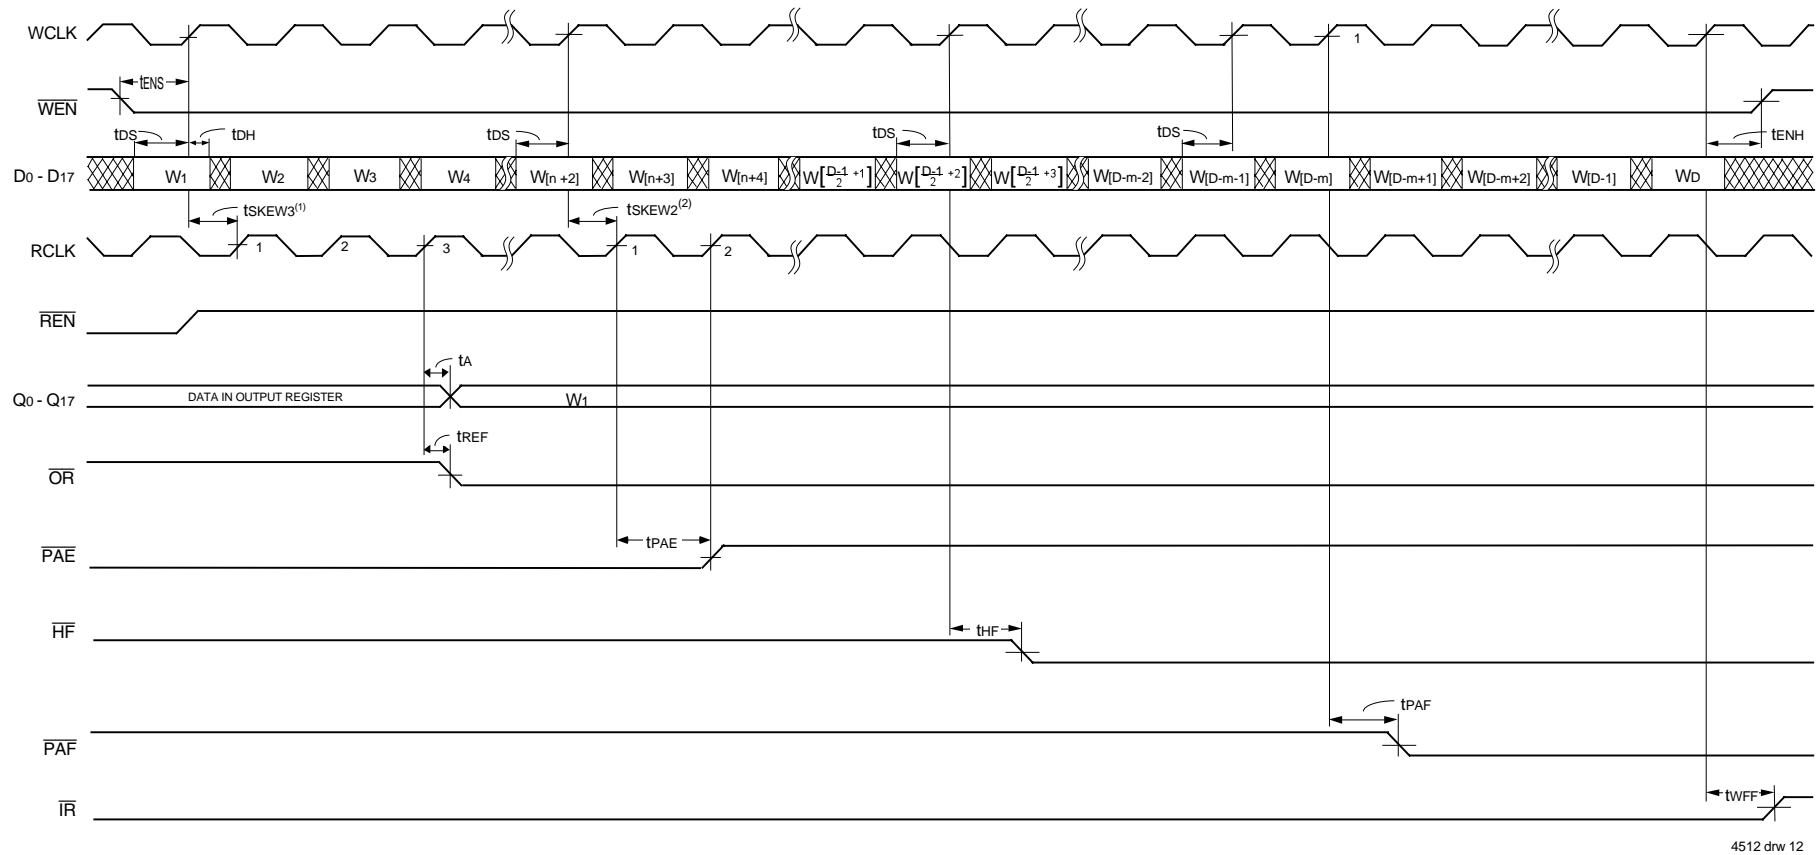 WCLK 1
tENS
WEN
tDS tDH tDS tDS tDS tENH
D0 - D17 W1 W2 W3 W4 W[n +2] W[n+3] W[n+4] W[D-1/2 +1] W[D-1/2 +2] W[D-1/2 +3] W[D-m-2] W[D-m-1] W[D-m] W[D-m+1] W[D-m+2] W[D-1] WD
tSKEW3(1) tSKEW2(2)
RCLK 1 2 3 1 2
REN
tA
Q0 - Q17 DATA IN OUTPUT REGISTER W1
tREF
OR
tPAE
PAE
tHF
HF
tPAF
PAF
tWFF
IR
4512 drw 12